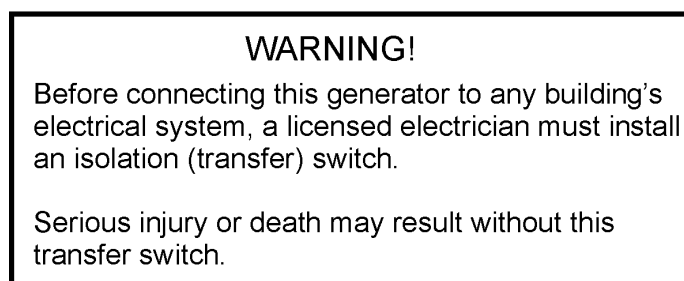 WARNING!
Before connecting this generator to any building’s
electrical system, a licensed electrician must install
an isolation (transfer) switch.
Serious injury or death may result without this
transfer switch.